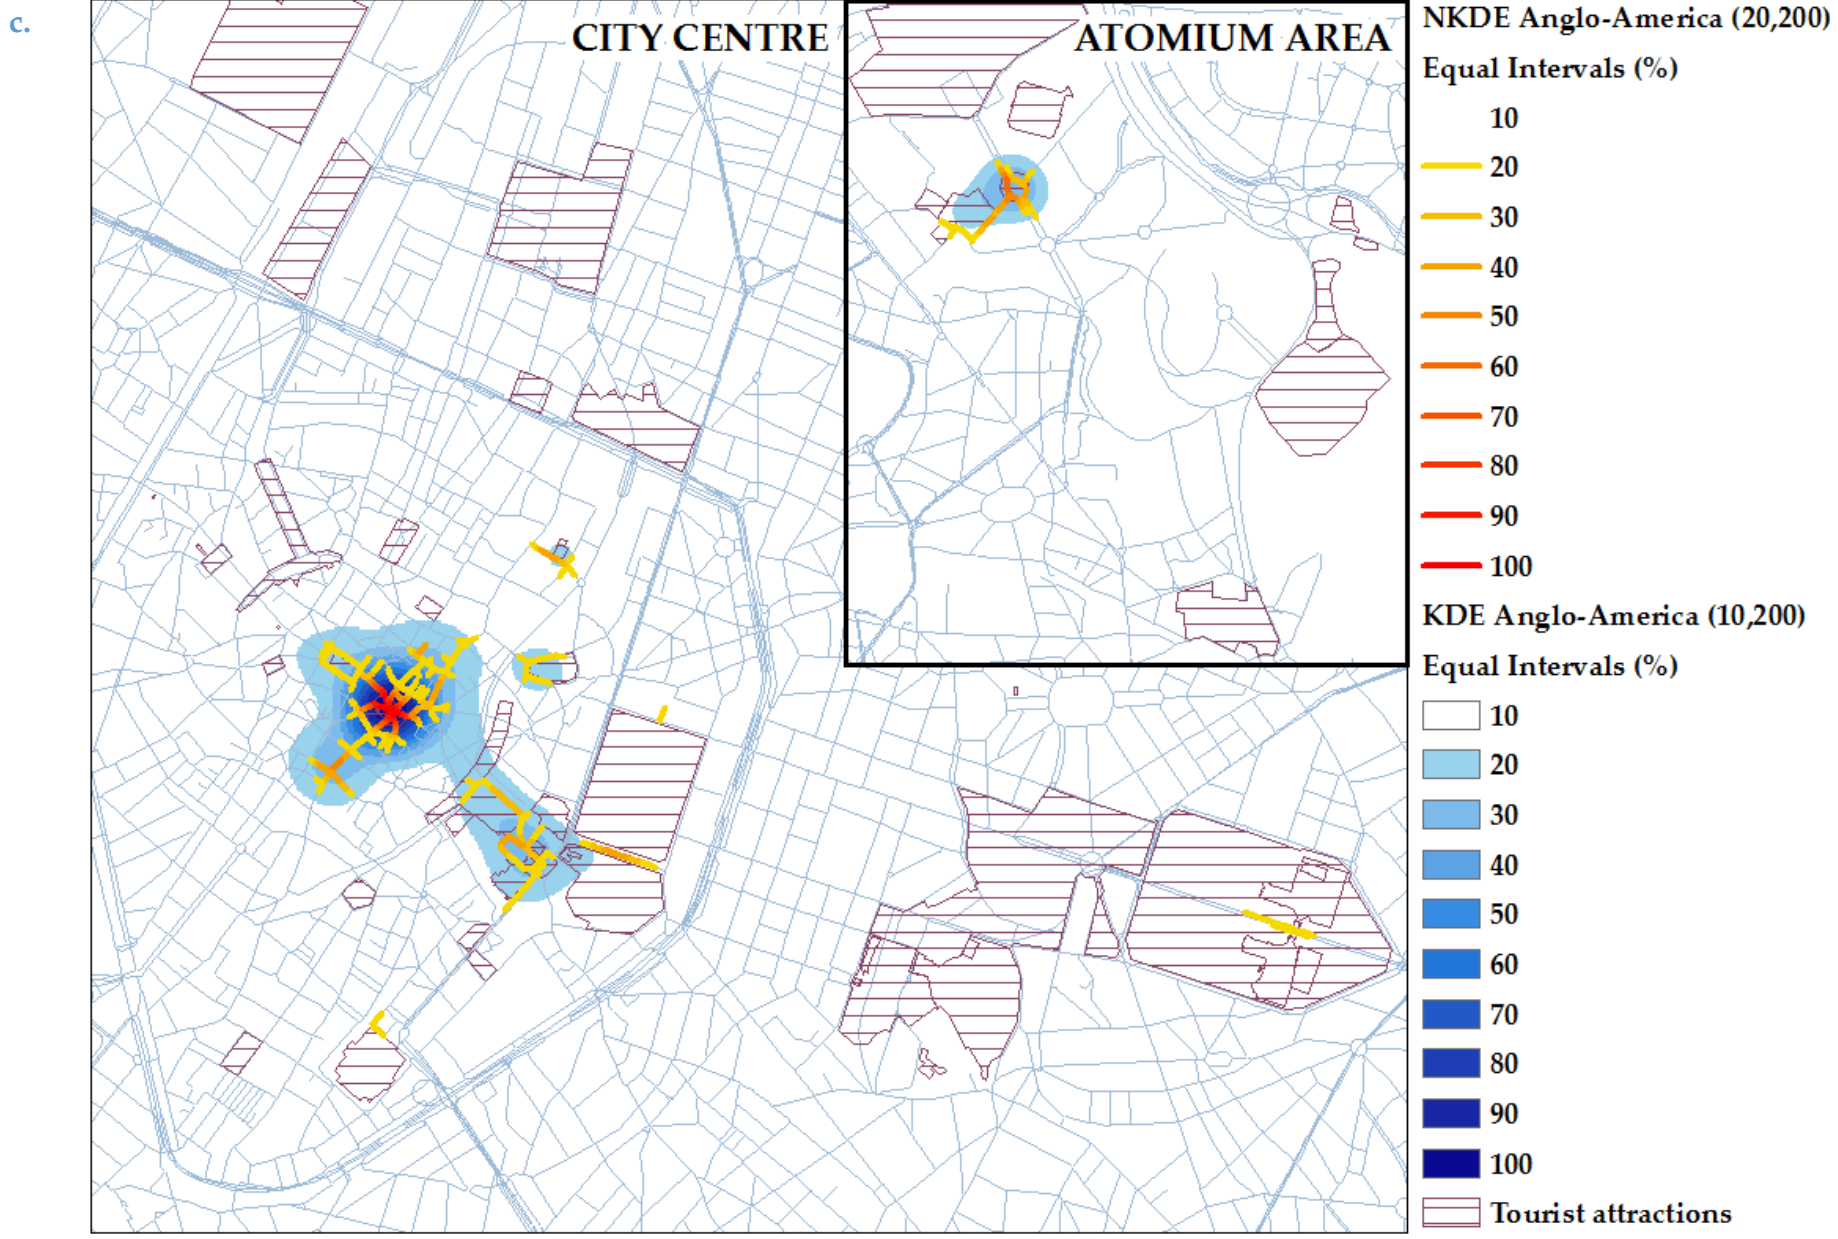 c.
CITY CENTRE
ATOMIUM AREA
NKDE Anglo-America (20,200)
Equal Intervals (%)
10
20
30
40
50
60
70
80
90
100
KDE Anglo-America (10,200)
Equal Intervals (%)
10
20
30
40
50
60
70
80
90
100
Tourist attractions